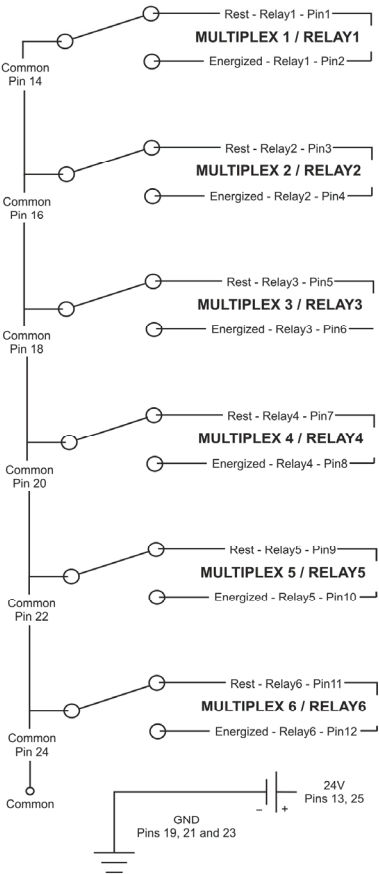 Rest - Relay1 - Pin1
MULTIPLEX 1 / RELAY1
Energized - Relay1 - Pin2
Common
Pin 14
Rest - Relay2 - Pin3
MULTIPLEX 2 / RELAY2
Energized - Relay2 - Pin4
Common
Pin 16
Rest - Relay3 - Pin5
MULTIPLEX 3 / RELAY3
Energized - Relay3 - Pin6
Common
Pin 18
Rest - Relay4 - Pin7
MULTIPLEX 4 / RELAY4
Energized - Relay4 - Pin8
Common
Pin 20
Rest - Relay5 - Pin9
MULTIPLEX 5 / RELAY5
Energized - Relay5 - Pin10
Common
Pin 22
Rest - Relay6 - Pin11
MULTIPLEX 6 / RELAY6
Energized - Relay6 - Pin12
Common
Pin 24
Common
24V
Pins 13, 25
– +
GND
Pins 19, 21 and 23